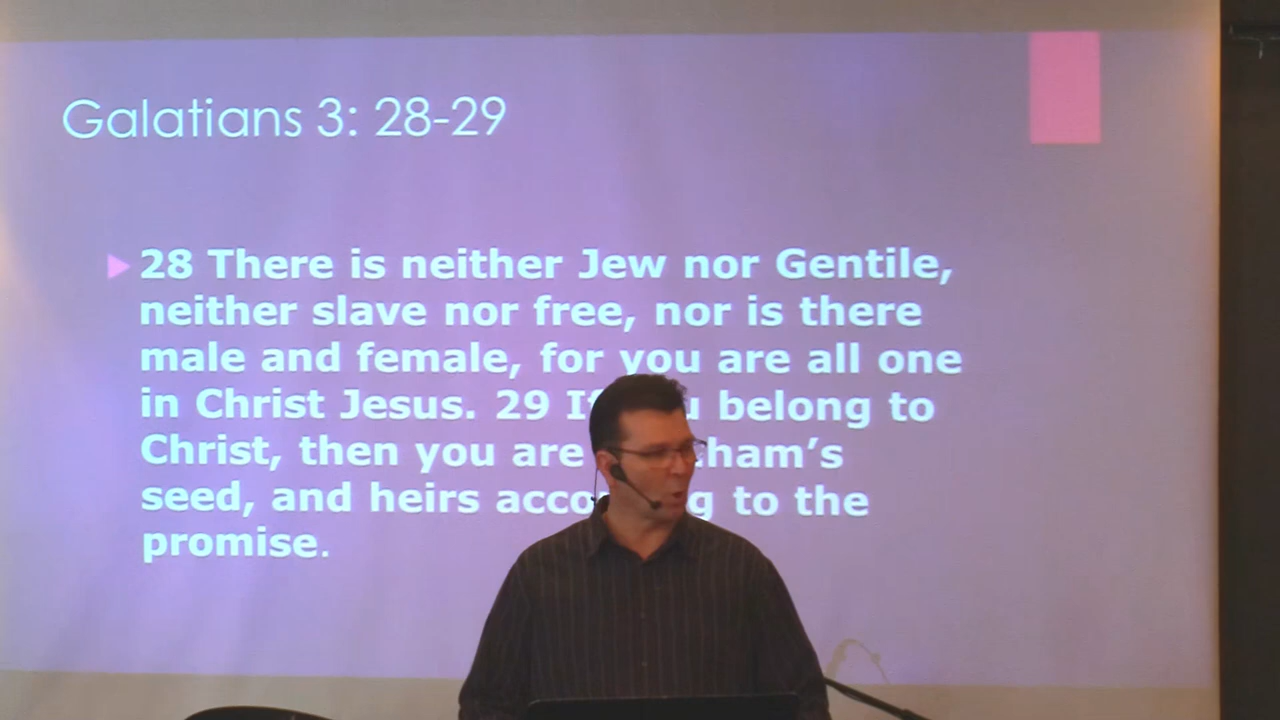 Galatians 3: 28-29
28 There is neither Jew nor Gentile,
neither slave nor free, nor is there
male and female, for you are all one
in Christ Jesus. 29 If belong to
Christ, then you are
seed, and heirs to the
promise.